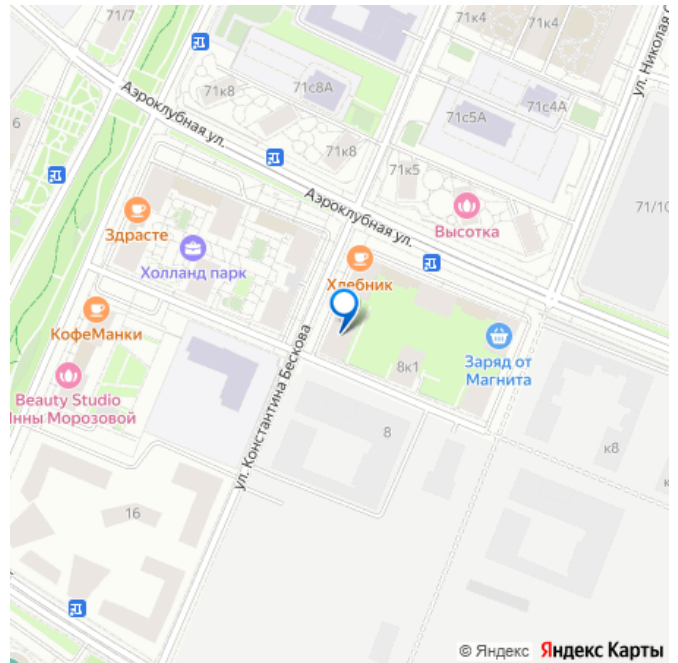 71/7
71к4
71к4
ул. Николая С
71к8
71с8А
71с4А
71с5А
Аэроклубная ул.
6
71к8
71к5
71/10
Здрасте
Аэроклубная ул.
Высотка
Холланд парк
Хлебник
КофеМанки
ул. Константина Бескова
8к1
Заряд от
Магнита
Beauty Studio
Инны Морозовой
8
к8
16
© Яндекс Яндекс Карты